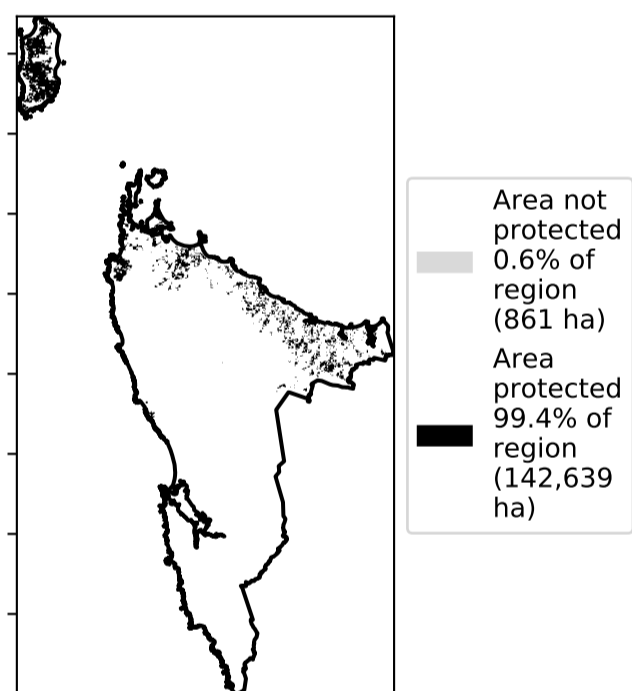 Area not
protected
0.6% of
region
(861 ha)
Area
protected
99.4% of
region
(142,639
ha)